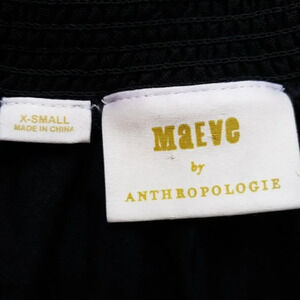 X-SMALL
MADE IN CHINA
MAEVE
by
ANTHROPOLOGIE